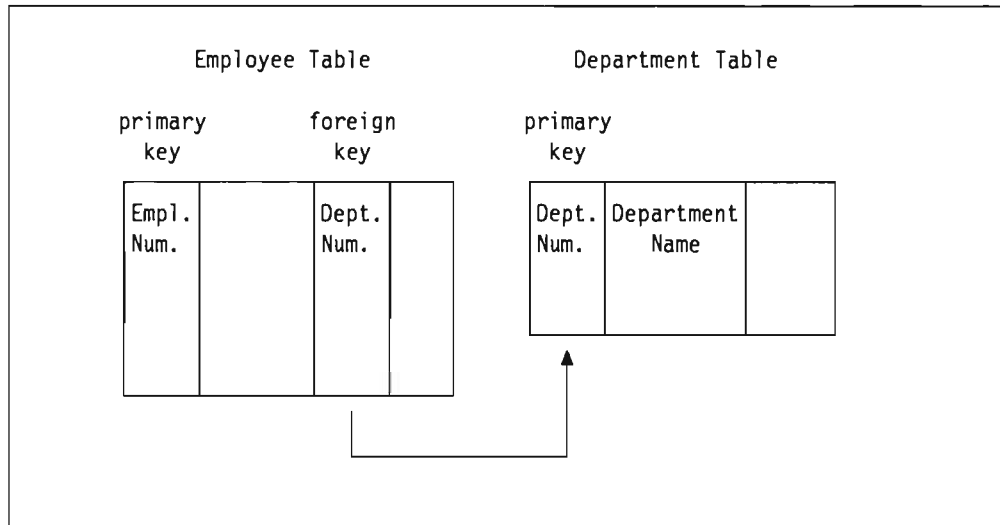 Employee Table
Department Table
primary
key
foreign
key
primary
key
Empl.
Num.
Dept.
Num.
Dept.
Num.
Department
Name